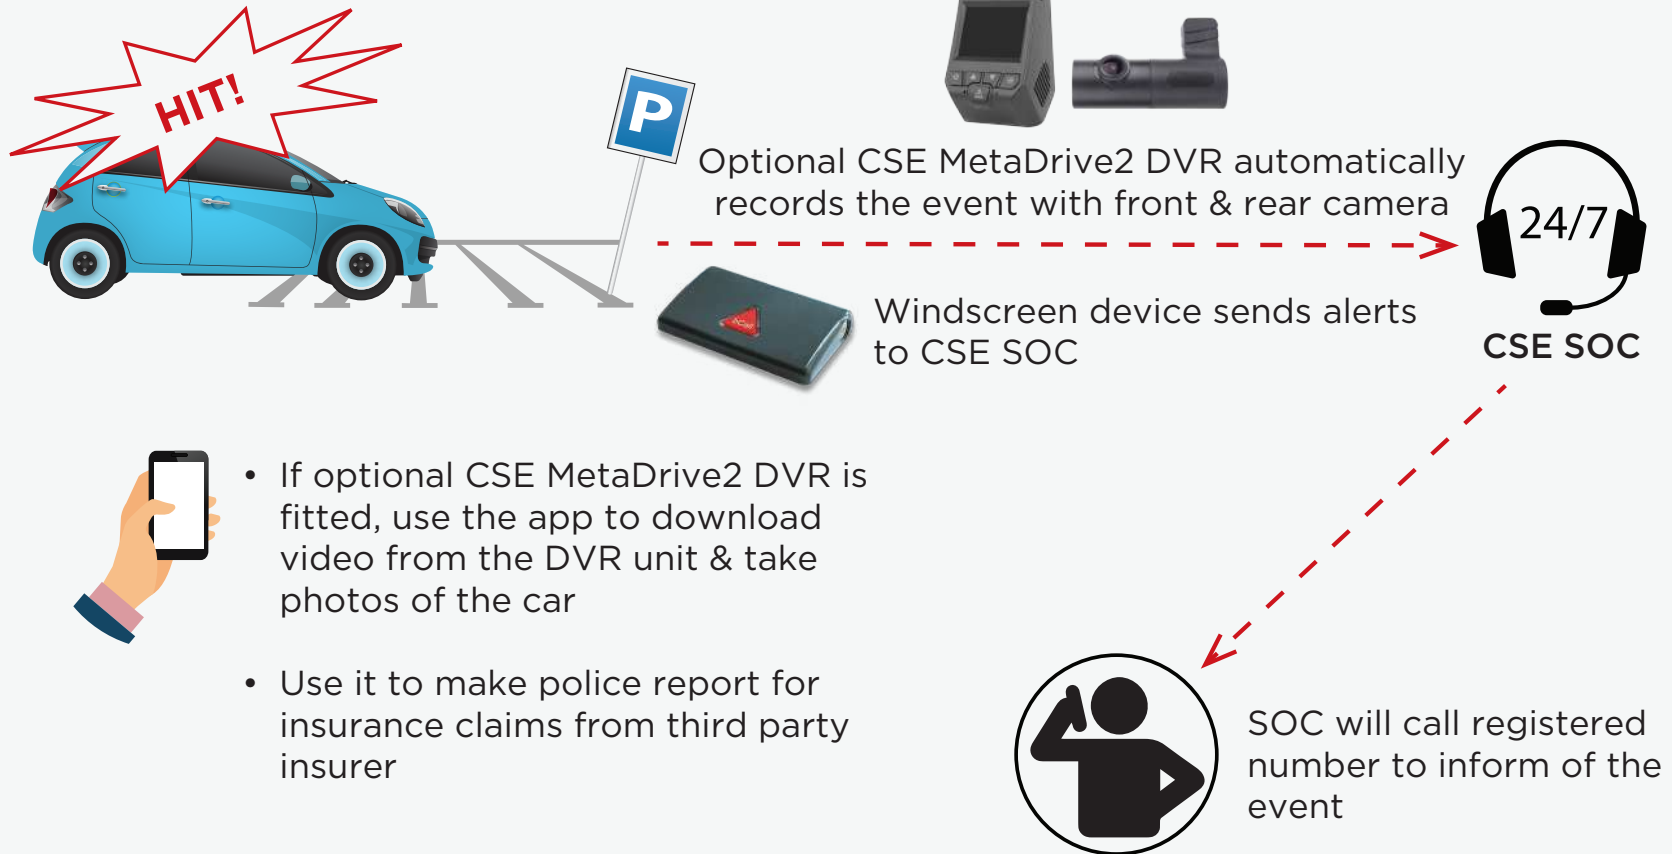 HIT!
P
Optional CSE MetaDrive2 DVR automatically
records the event with front & rear camera
24/7
CSE SOC
Windscreen device sends alerts
to CSE SOC
• If optional CSE MetaDrive2 DVR is
fitted, use the app to download
video from the DVR unit & take
photos of the car
• Use it to make police report for
insurance claims from third party
insurer
SOC will call registered
number to inform of the
event